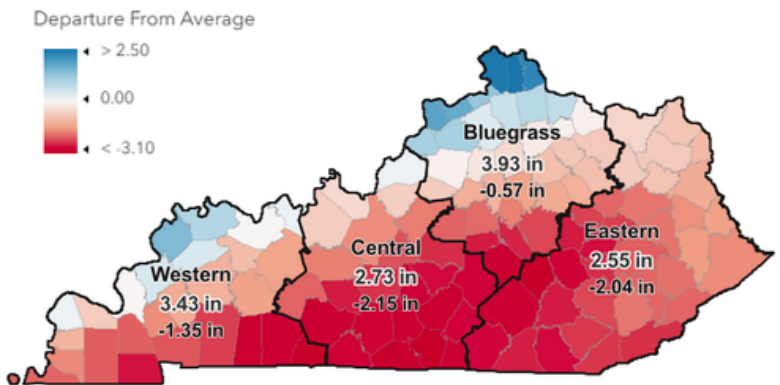 Departure From Average
> 2.50
0.00
< -3.10
Bluegrass
3.93 in
-0.57 in
Eastern
2.55 in
-2.04 in
Central
2.73 in
-2.15 in
Western
3.43 in
-1.35 in